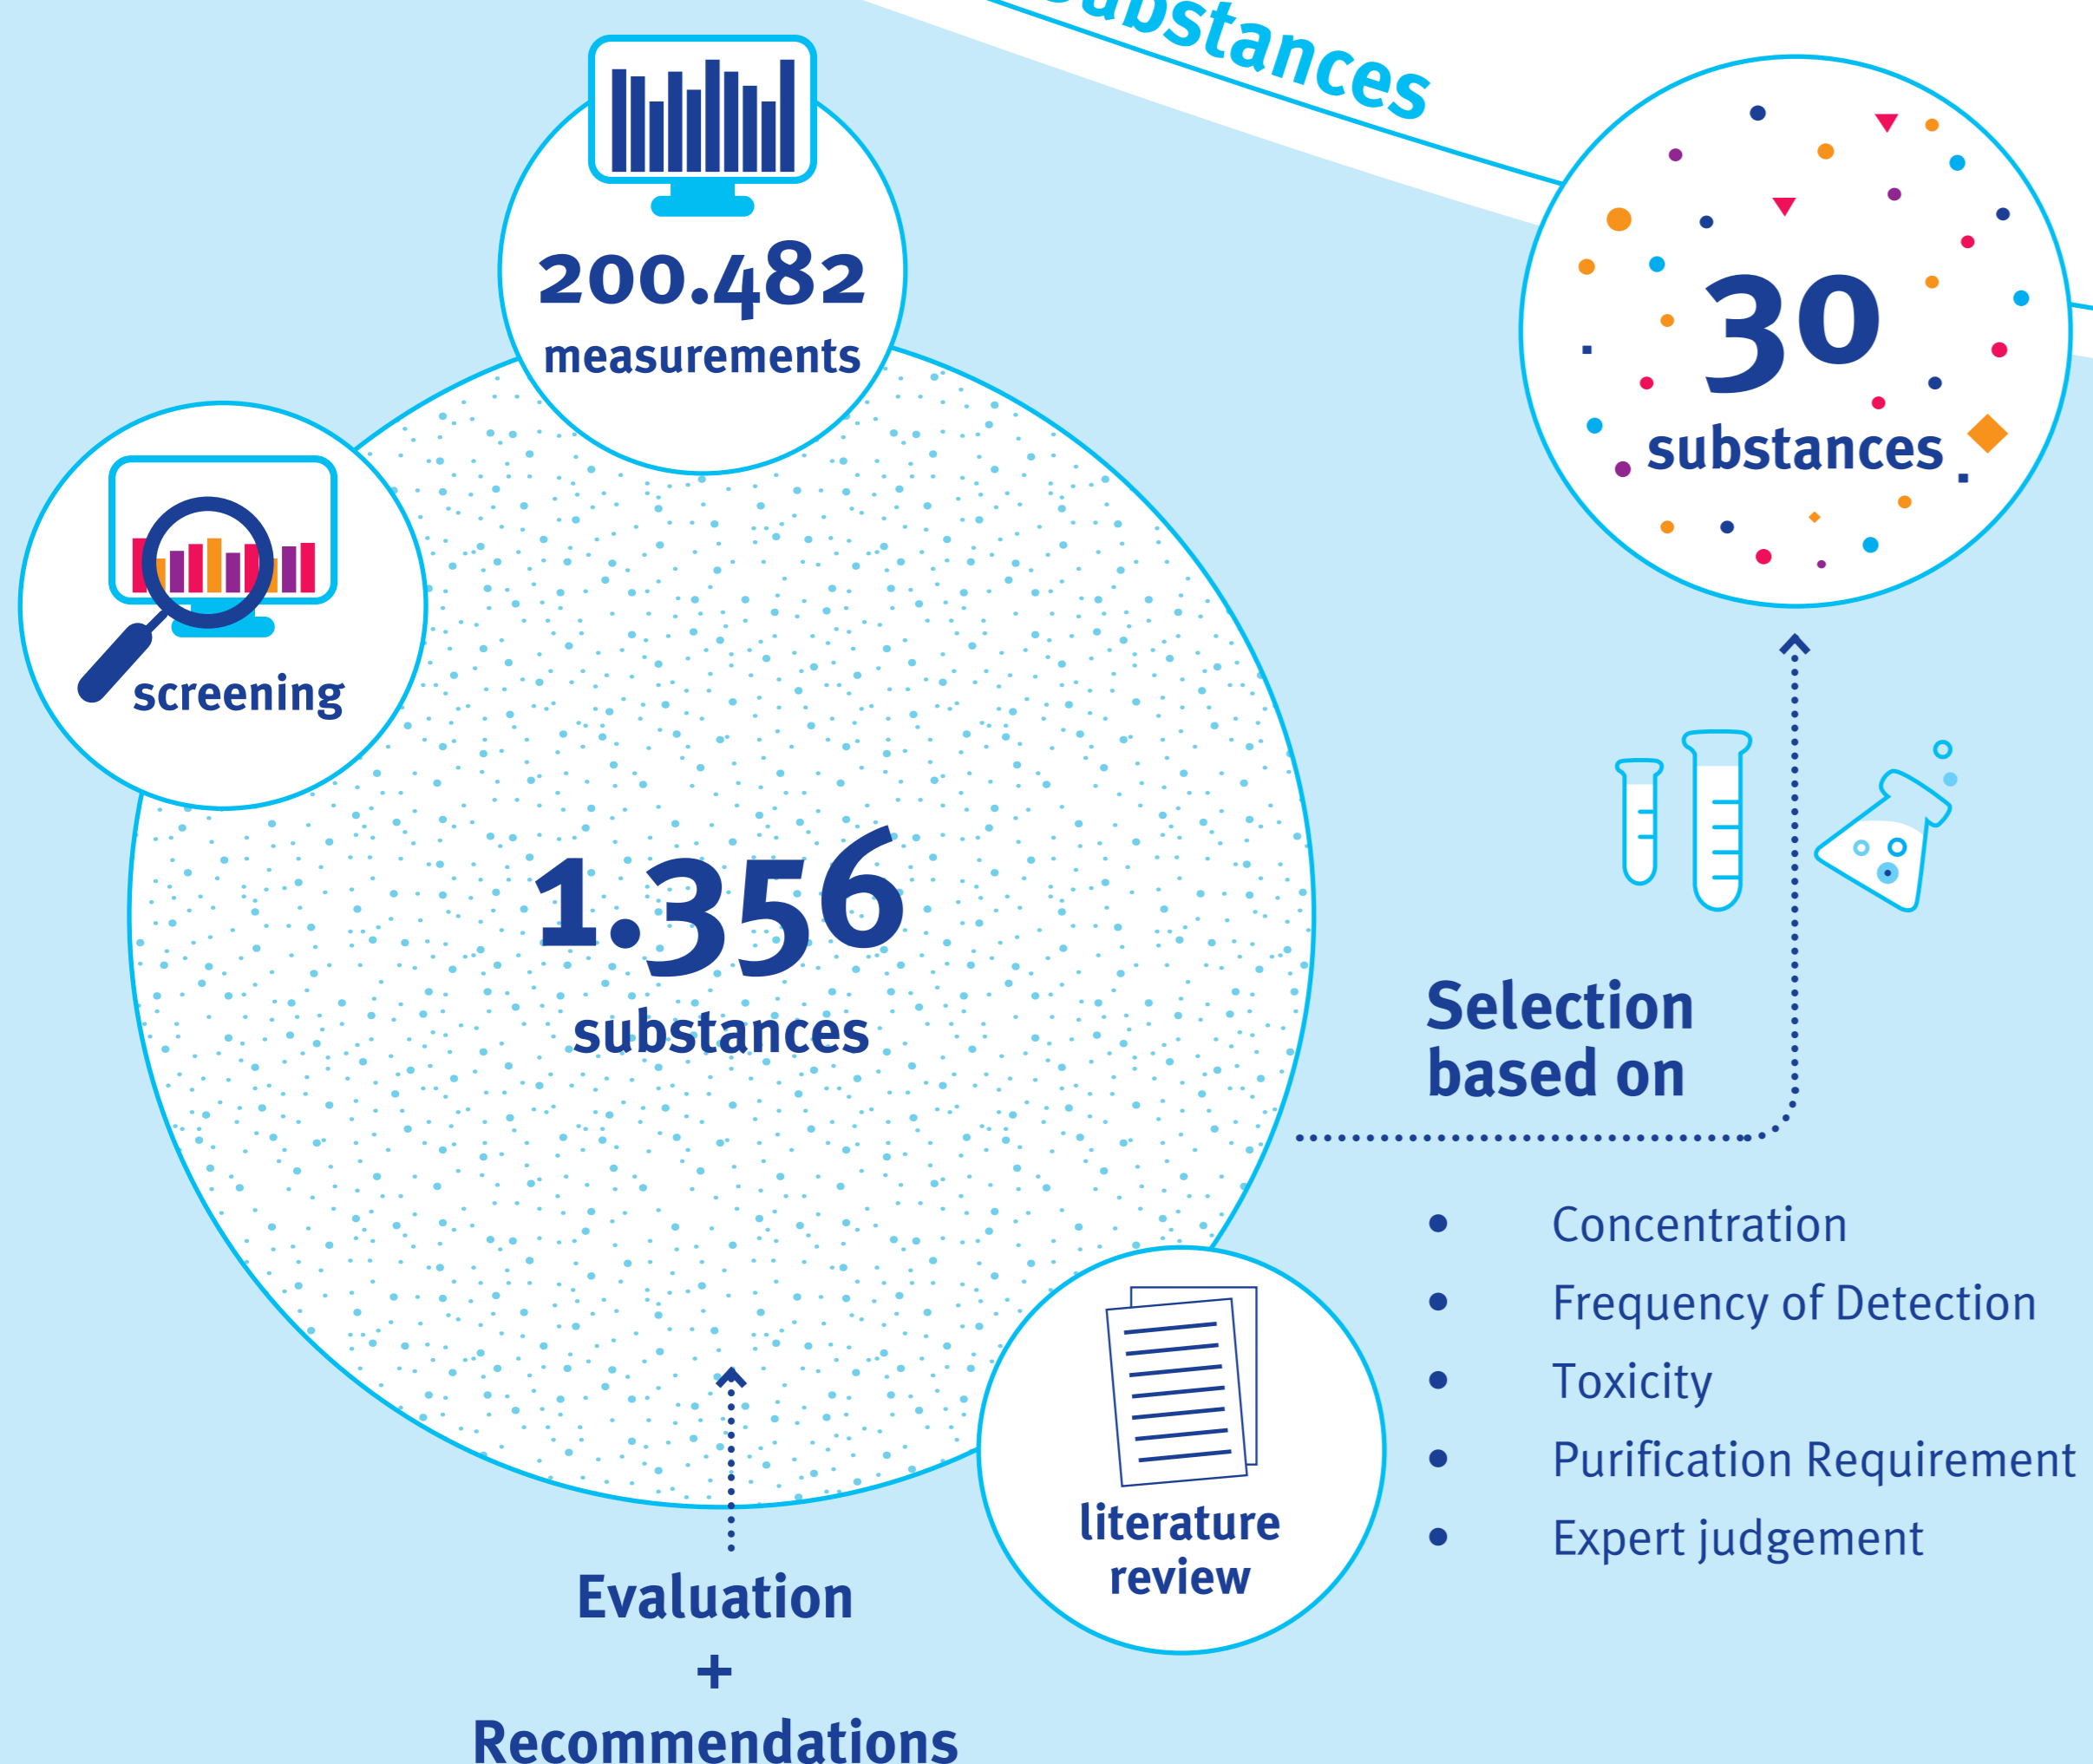 substances
200.482
measurements
30
substances
screening
1.356
substances
Selection
based on
Concentration
Frequency of Detection
Toxicity
Purification Requirement
Expert judgement
literature
review
Evaluation
+
Recommendations